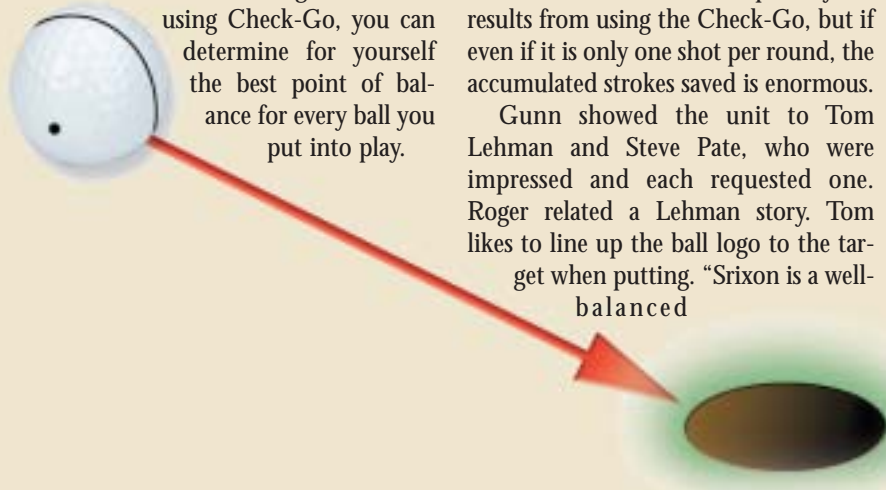 using Check-Go, you can
determine for yourself
the best point of bal-
ance for every ball you
put into play.
results from using the Check-Go, but if
even if it is only one shot per round, the
accumulated strokes saved is enormous.
Gunn showed the unit to Tom
Lehman and Steve Pate, who were
impressed and each requested one.
Roger related a Lehman story. Tom
likes to line up the ball logo to the tar-
get when putting. “Srixon is a well-
balanced